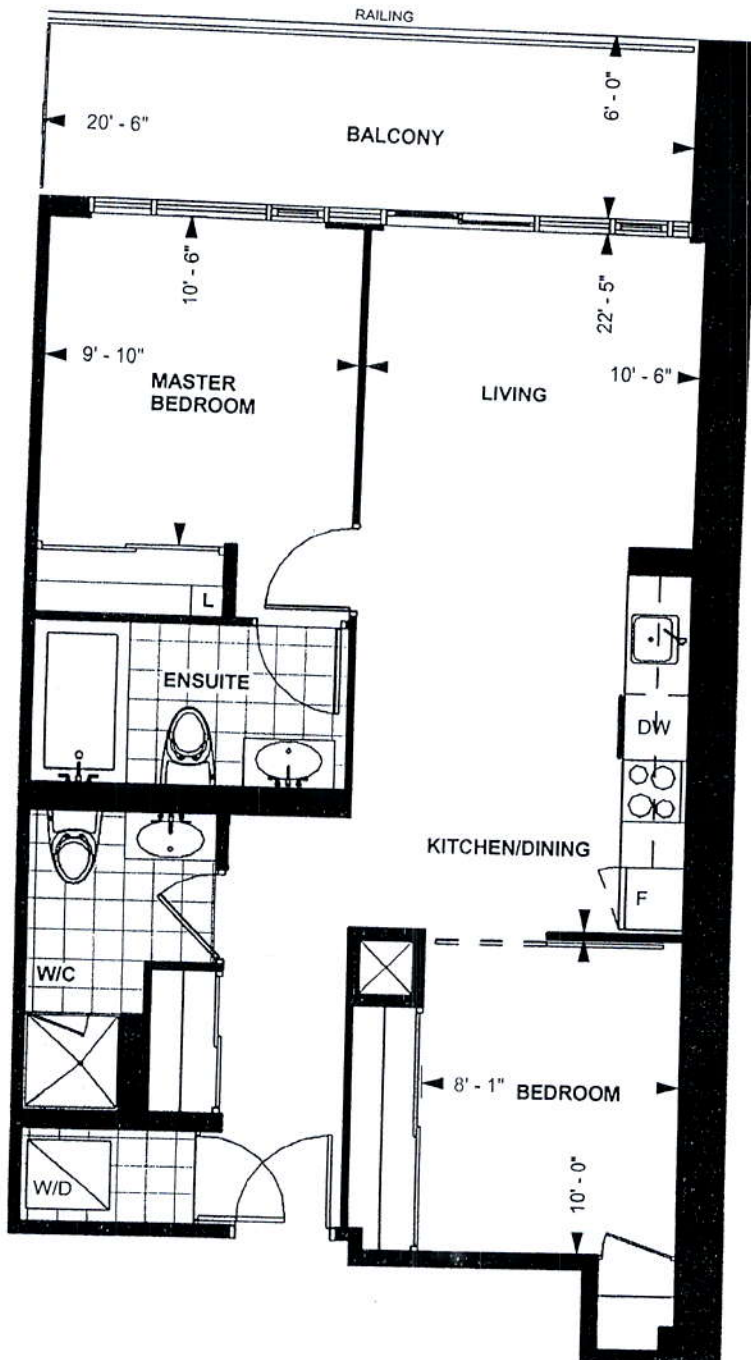 RAILING
20' - 6"
6' - 0"
BALCONY
10' - 6"
22' - 5"
9' - 10"
10' - 6"
MASTER
BEDROOM
LIVING
L
ENSUITE
DW
KITCHEN/DINING
F
W/C
8' - 1"
BEDROOM
W/D
10' - 0"